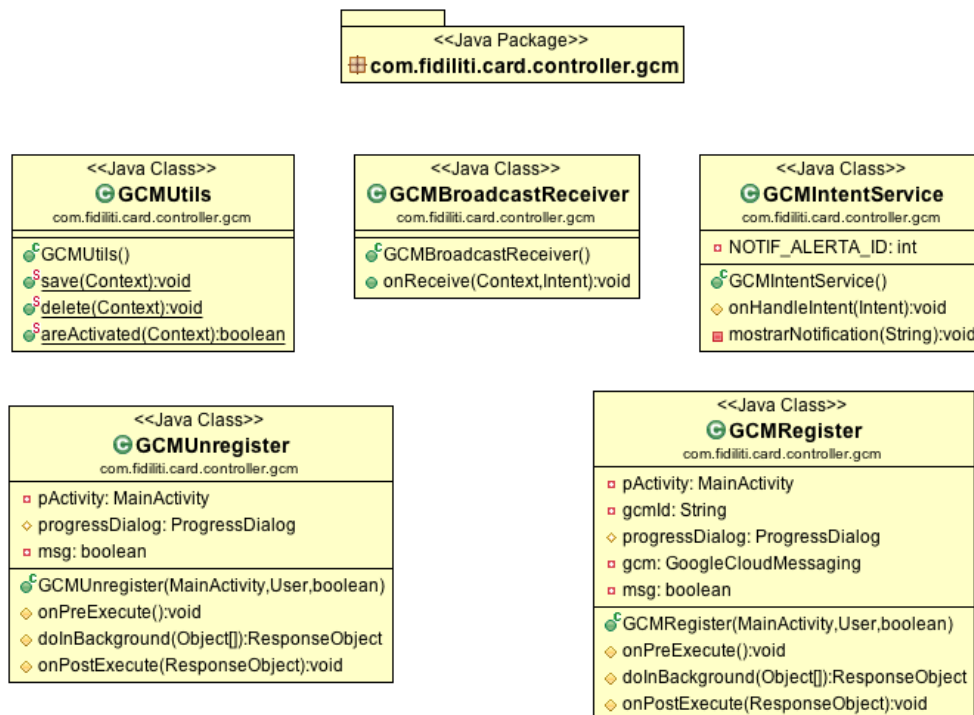 <<Java Package>>
com.fidiliti.card.controller.gcm
<<Java Class>>
GCMUtils
com.fidiliti.card.controller.gcm
GCMUtils()
save(Context):void
delete(Context):void
areActivated(Context):boolean
<<Java Class>>
GCMBroadcastReceiver
com.fidiliti.card.controller.gcm
GCMBroadcastReceiver()
onReceive(Context,Intent):void
<<Java Class>>
GCMIntentService
com.fidiliti.card.controller.gcm
NOTIF_ALERTA_ID: int
GCMIntentService()
onHandleIntent(Intent):void
mostrarNotification(String):void
<<Java Class>>
GCMUnregister
com.fidiliti.card.controller.gcm
pActivity: MainActivity
progressDialog: ProgressDialog
msg: boolean
GCMUnregister(MainActivity,User,boolean)
onPreExecute():void
doInBackground(Object[]):ResponseObject
onPostExecute(ResponseObject):void
<<Java Class>>
GCMRegister
com.fidiliti.card.controller.gcm
pActivity: MainActivity
gcmId: String
progressDialog: ProgressDialog
gcm: GoogleCloudMessaging
msg: boolean
GCMRegister(MainActivity,User,boolean)
onPreExecute():void
doInBackground(Object[]):ResponseObject
onPostExecute(ResponseObject):void